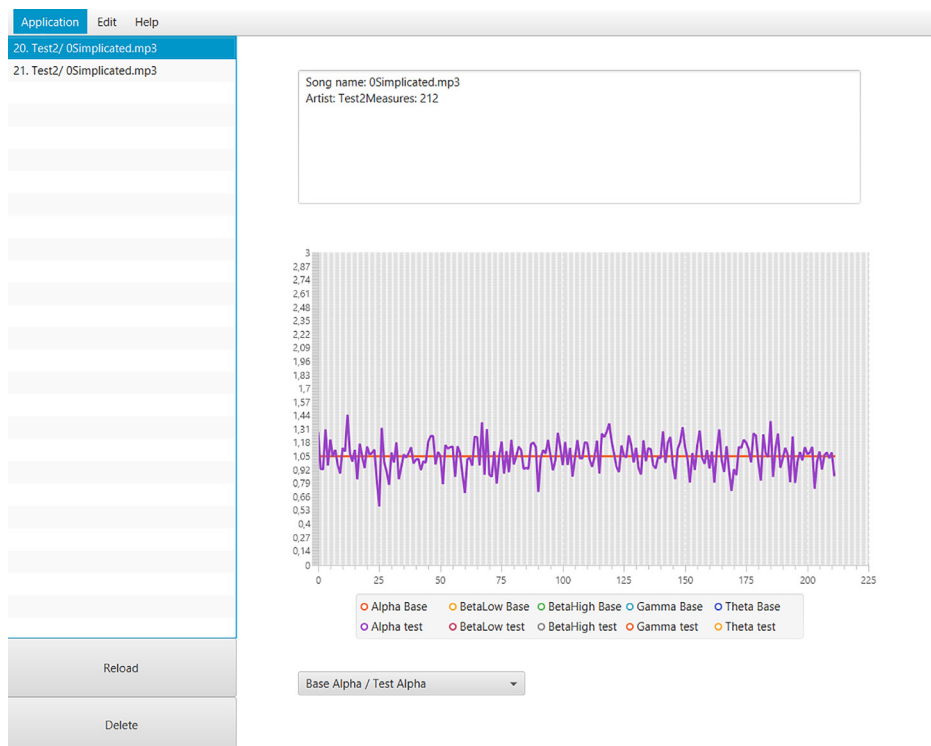 Application Edit Help
20. Test2/ 0Simplicated.mp3
21. Test2/ 0Simplicated.mp3
Song name: 0Simplicated.mp3
Artist: Test2Measures: 212
3
2,87
2,74
2,61
2,48
2,35
2,22
2,09
1,96
1,83
1,7
1,57
1,44
1,31
1,18
1,05
0,92
0,79
0,66
0,53
0,4
0,27
0,14
0
0 25 50 75 100 125 150 175 200 225
Alpha Base BetaLow Base BetaHigh Base Gamma Base Theta Base
Alpha test BetaLow test BetaHigh test Gamma test Theta test
Base Alpha / Test Alpha
Reload
Delete